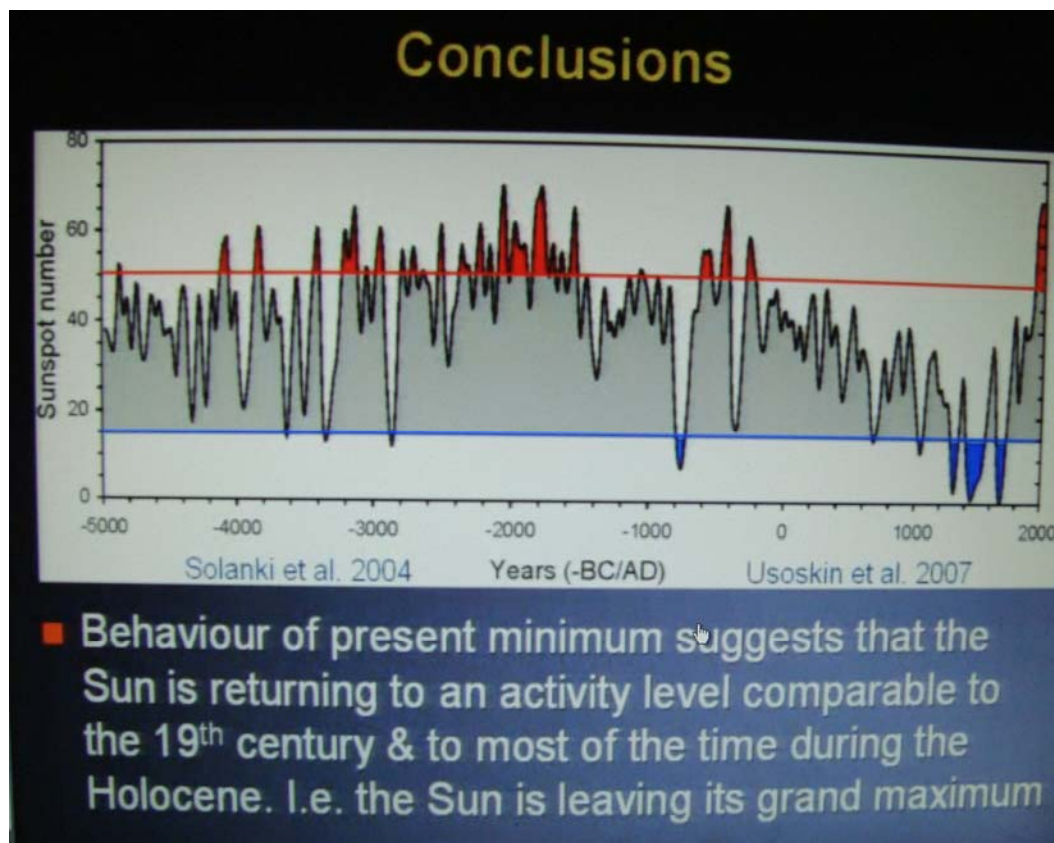 Conclusions
80
60
40
20
0
Sunspot number
-5000 -4000 -3000 -2000 -1000 0 1000 2000
Solanki et al. 2004 Years (-BC/AD) Usoskin et al. 2007
Behaviour of present minimum suggests that the
Sun is returning to an activity level comparable to
the 19th century & to most of the time during the
Holocene. I.e. the Sun is leaving its grand maximum